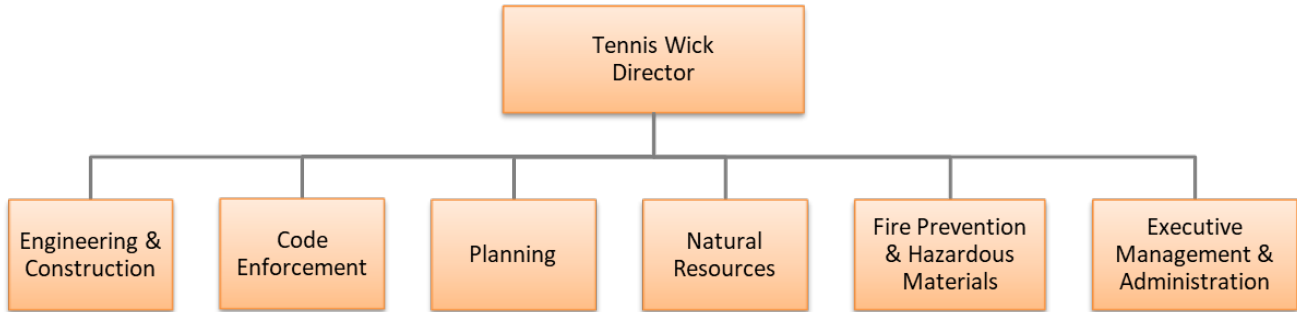 Tennis Wick
Director
Engineering &
Construction
Code
Enforcement
Planning
Natural
Resources
Fire Prevention
& Hazardous
Materials
Executive
Management &
Administration